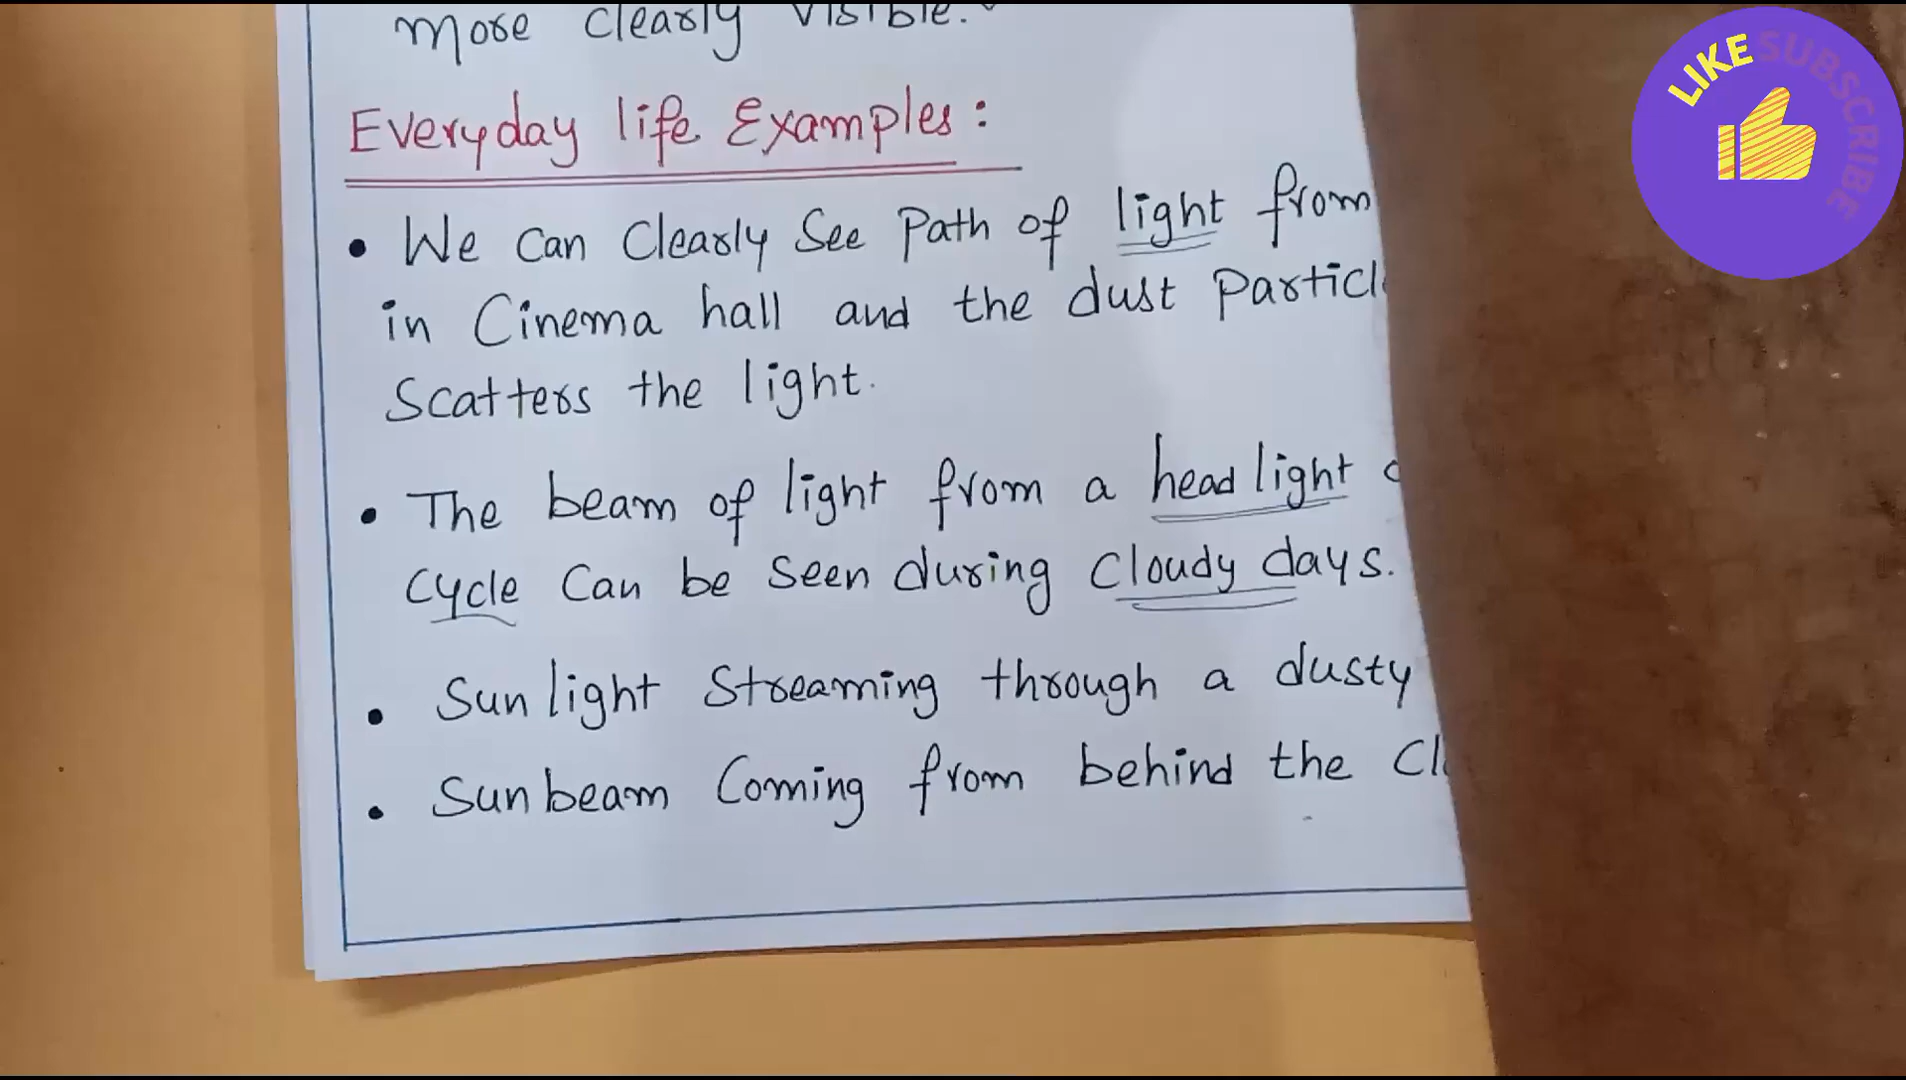 more clearly visible.
Everyday life Examples :
• We Can Clearly See Path of light from
in Cinema hall and the dust
Scatters the light.
• The beam of light from a head light
cycle Can be seen during cloudy days.
• Sun light Streaming through a dusty
• Sun beam Coming from behind the
LIKE SUBSCRIBE